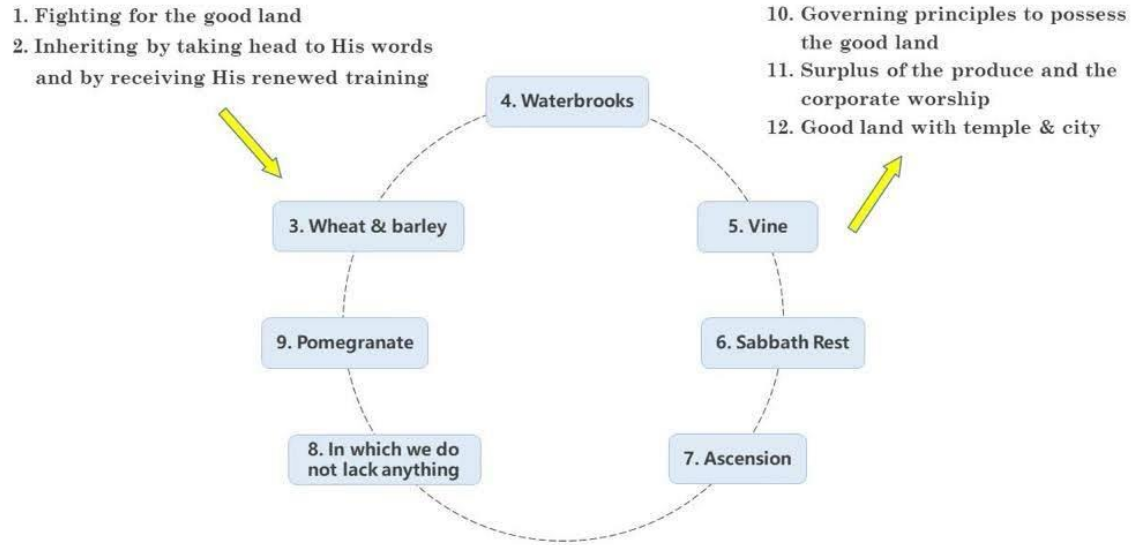 1. Fighting for the good land
2. Inheriting by taking head to His words
and by receiving His renewed training
10. Governing principles to possess
the good land
11. Surplus of the produce and the
corporate worship
12. Good land with temple & city
4. Waterbrooks
3. Wheat & barley
5. Vine
9. Pomegranate
6. Sabbath Rest
8. In which we do
not lack anything
7. Ascension